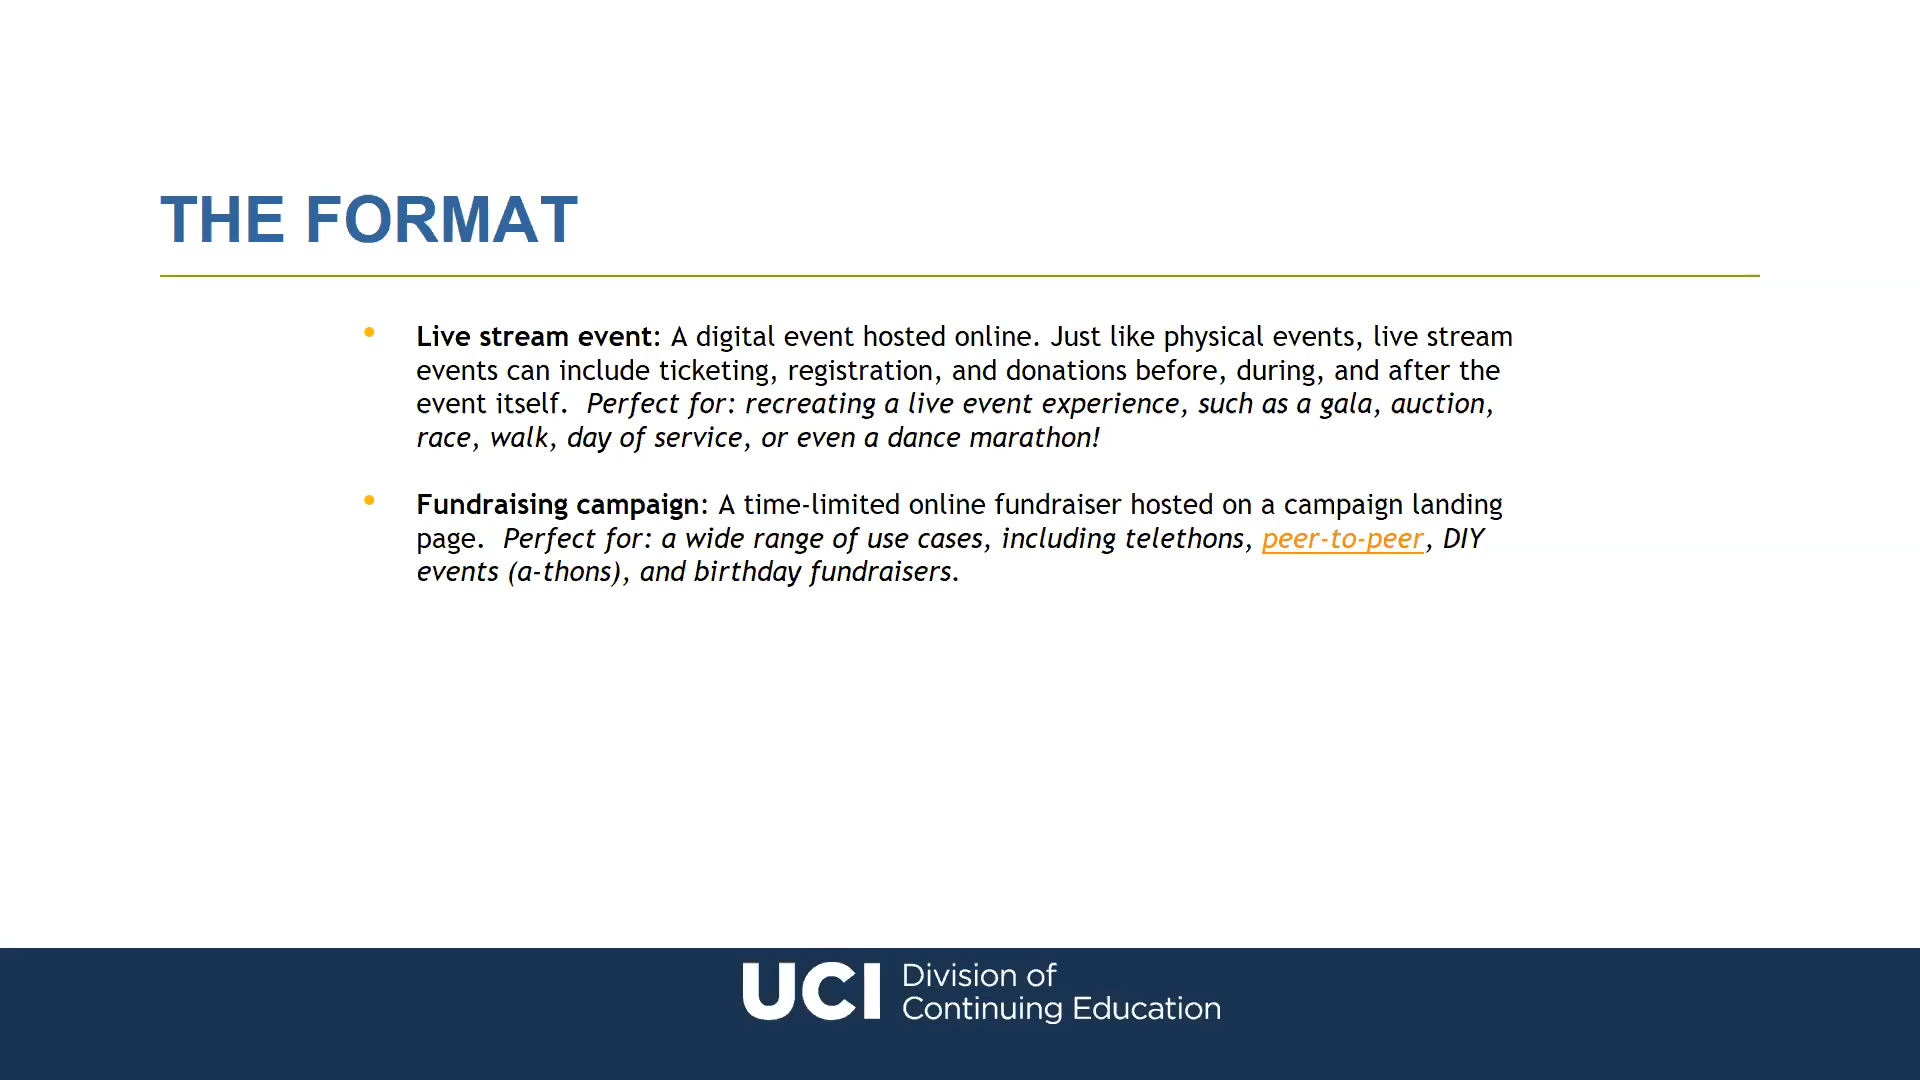 THE FORMAT
• Live stream event: A digital event hosted online. Just like physical events, live stream
events can include ticketing, registration, and donations before, during, and after the
event itself.  Perfect for: recreating a live event experience, such as a gala, auction,
race, walk, day of service, or even a dance marathon!
• Fundraising campaign: A time-limited online fundraiser hosted on a campaign landing
page.  Perfect for: a wide range of use cases, including telethons, peer-to-peer, DIY
events (a-thons), and birthday fundraisers.
UCI Division of
Continuing Education